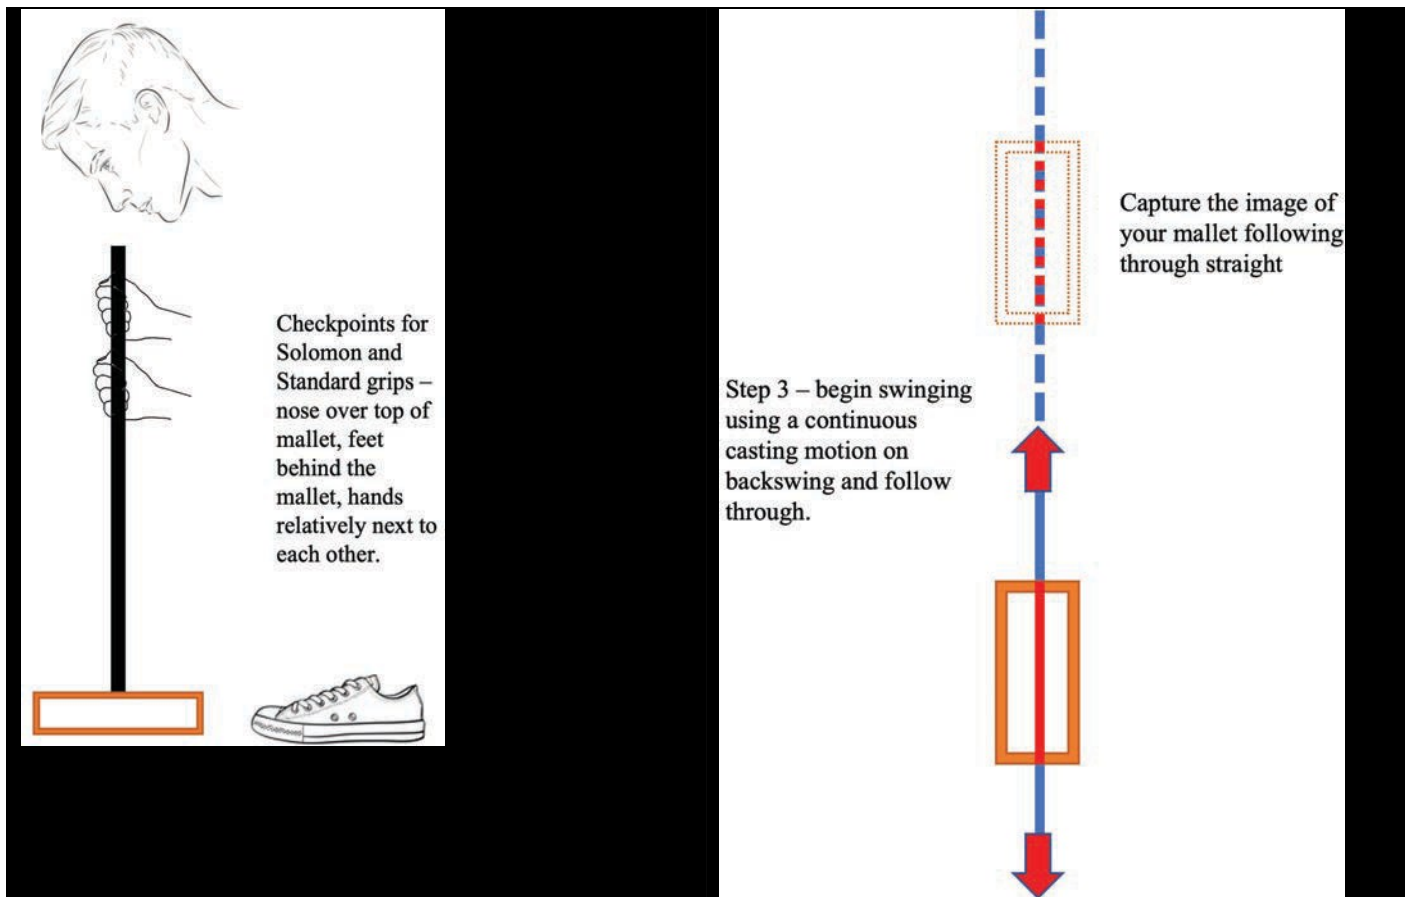 Checkpoints for
Solomon and
Standard grips –
nose over top of
mallet, feet
behind the
mallet, hands
relatively next to
each other.
Capture the image of
your mallet following
through straight
Step 3 – begin swinging
using a continuous
casting motion on
backswing and follow
through.